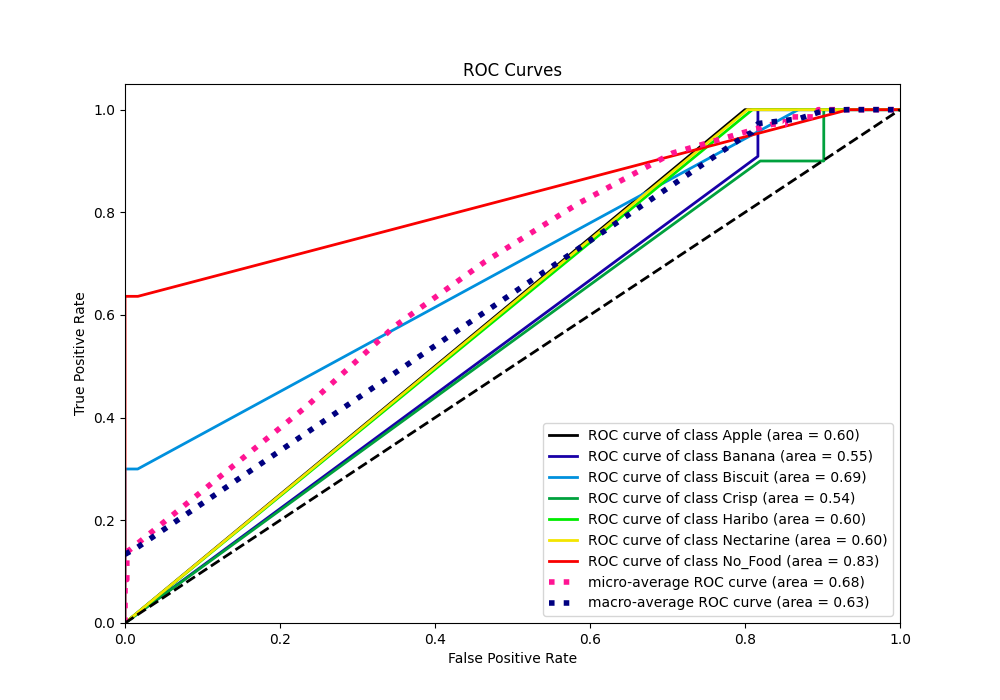 ROC Curves
True Positive Rate
1.0
0.8
0.6
0.4
0.2
0.0
ROC curve of class Apple (area = 0.60)
ROC curve of class Banana (area = 0.55)
ROC curve of class Biscuit (area = 0.69)
ROC curve of class Crisp (area = 0.54)
ROC curve of class Haribo (area = 0.60)
ROC curve of class Nectarine (area = 0.60)
ROC curve of class No_Food (area = 0.83)
micro-average ROC curve (area = 0.68)
macro-average ROC curve (area = 0.63)
0.0 0.2 0.4 0.6 0.8 1.0
False Positive Rate